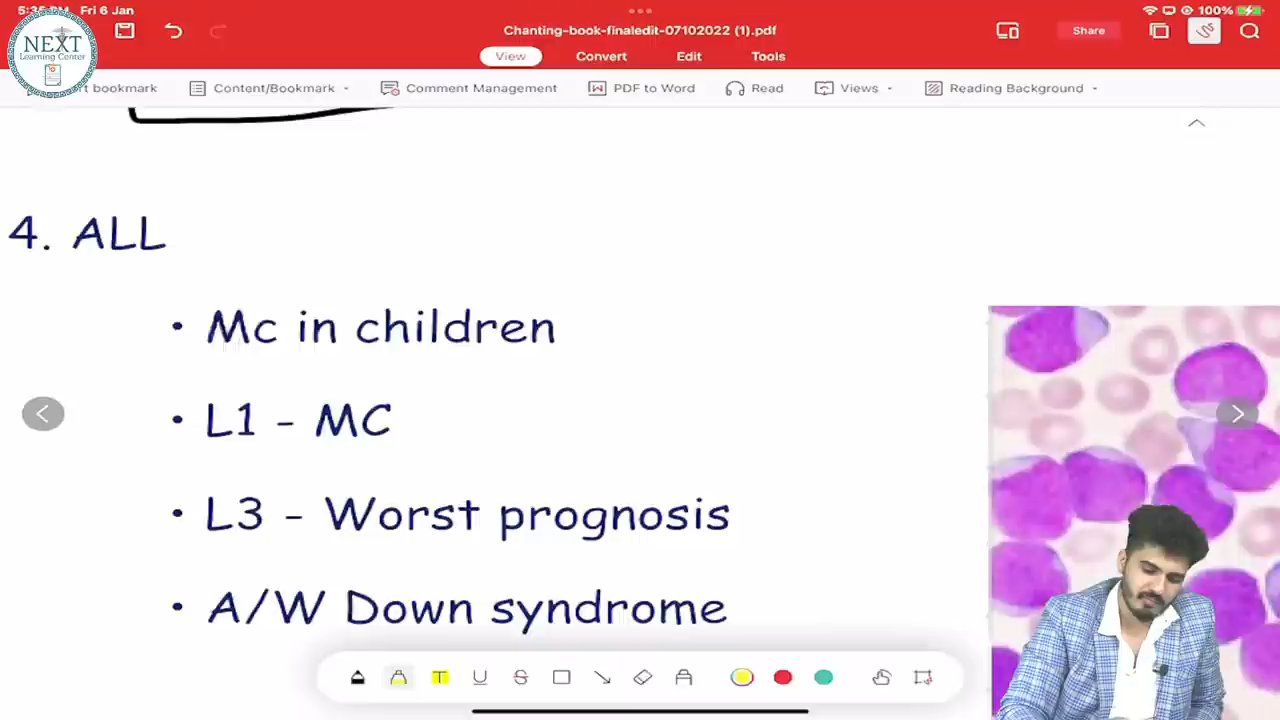 Fri 6 Jan
100%
NEXT
Learning Center
Chanting-book-finaledit-07102022 (1).pdf
Share
View
Convert
Edit
Tools
bookmark
Content/Bookmark
Comment Management
PDF to Word
Read
Views
Reading Background
4. ALL
• Mc in children
• L1 - MC
• L3 - Worst prognosis
• A/W Down syndrome
T
U
S